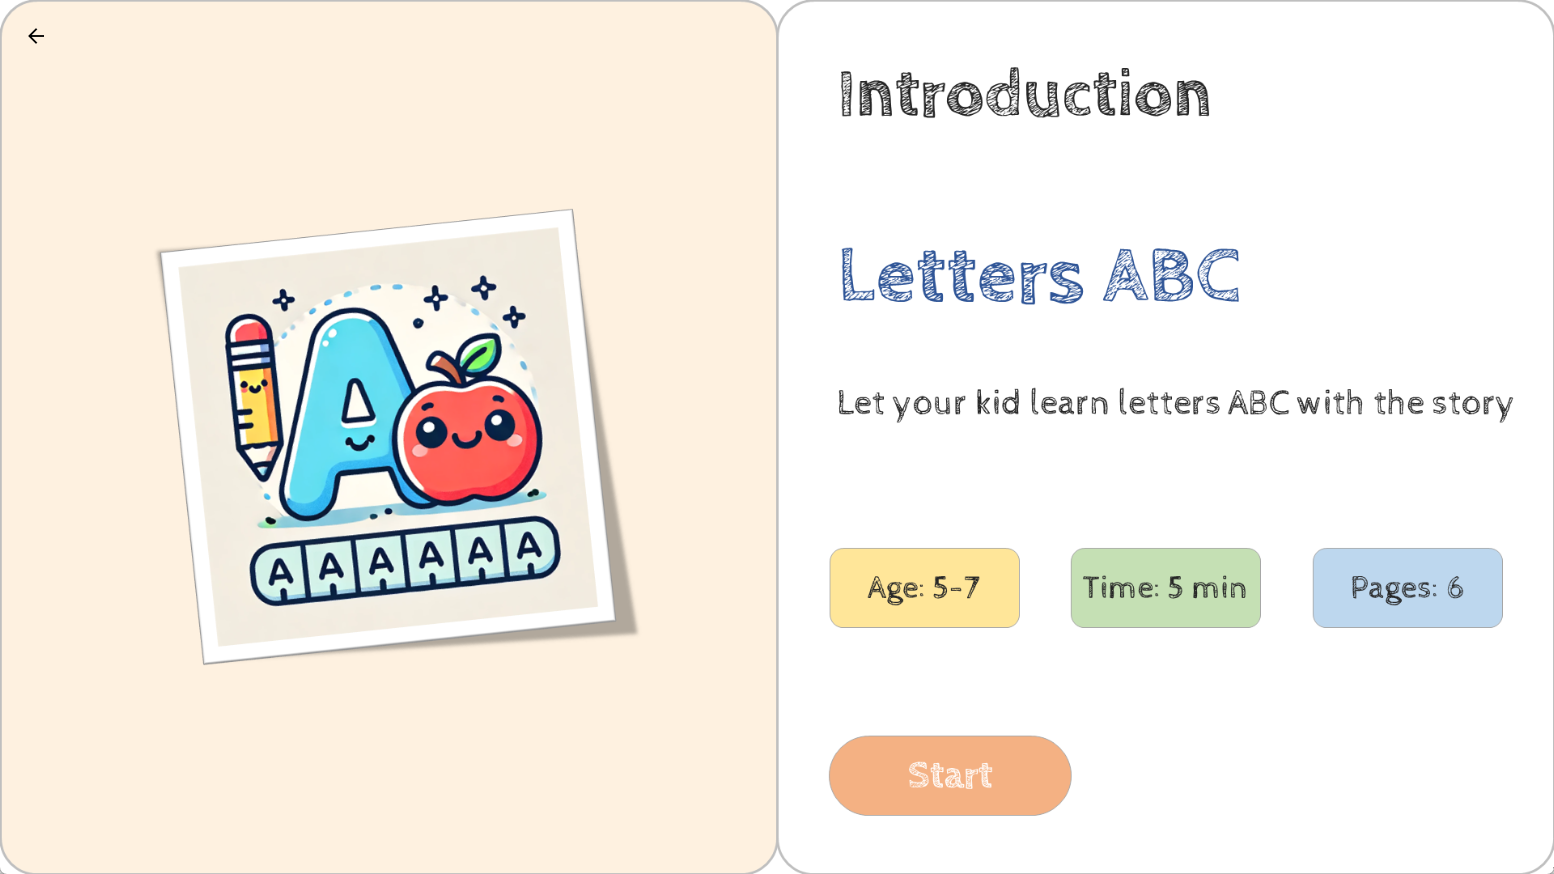 A
A A A A A A
Introduction
Letters ABC
Let your kid learn letters ABC with the story
Age: 5-7
Time: 5 min
Pages: 6
Start